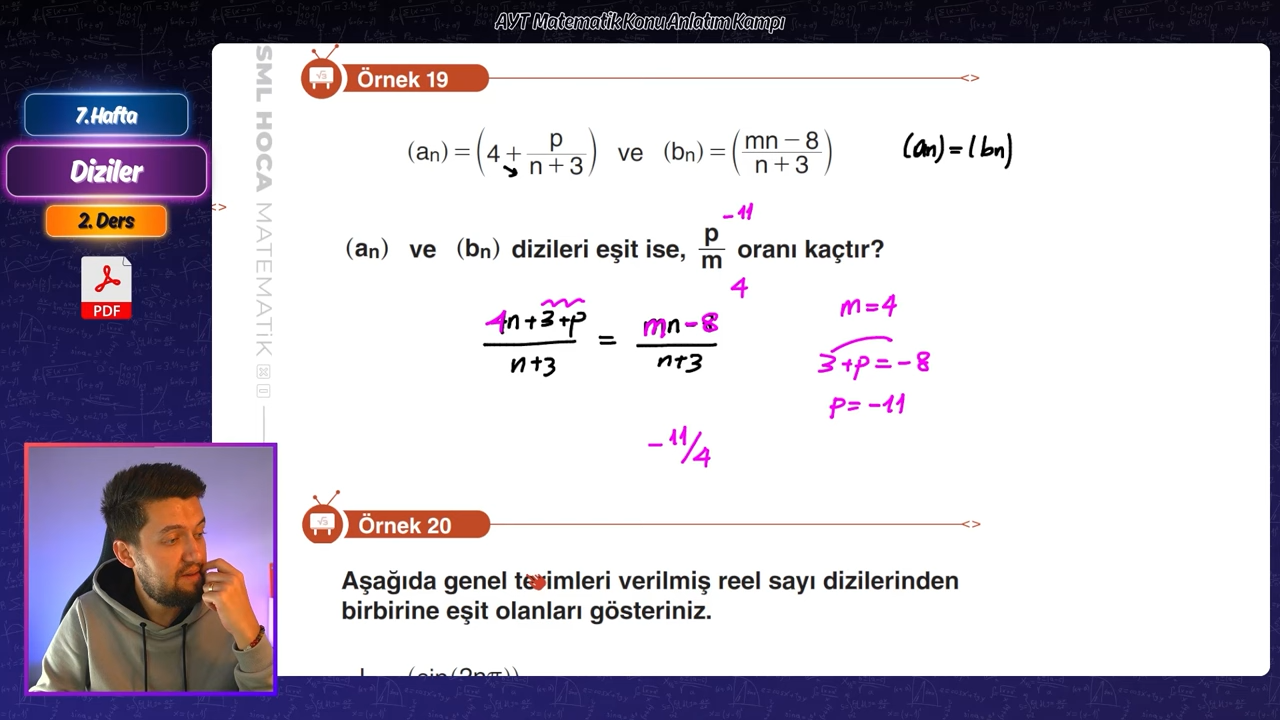 AYT Matematik Konu Anlatım Kampı
7. Hafta
Diziler
2. Ders
PDF
SML HOCA MATEMATİK
Örnek 19
(an) = (4 + p/(n + 3)) ve (bn) = ((mn − 8)/(n + 3))
(an) = (bn)
(an) ve (bn) dizileri eşit ise, p/m oranı kaçtır?
-11
4
(4n + 3 + p)/(n+3) = (mn - 8)/(n+3)
m = 4
3 + p = -8
p = -11
-11/4
Örnek 20
Aşağıda genel terimleri verilmiş reel sayı dizilerinden
birbirine eşit olanları gösteriniz.
(sin(2nπ))